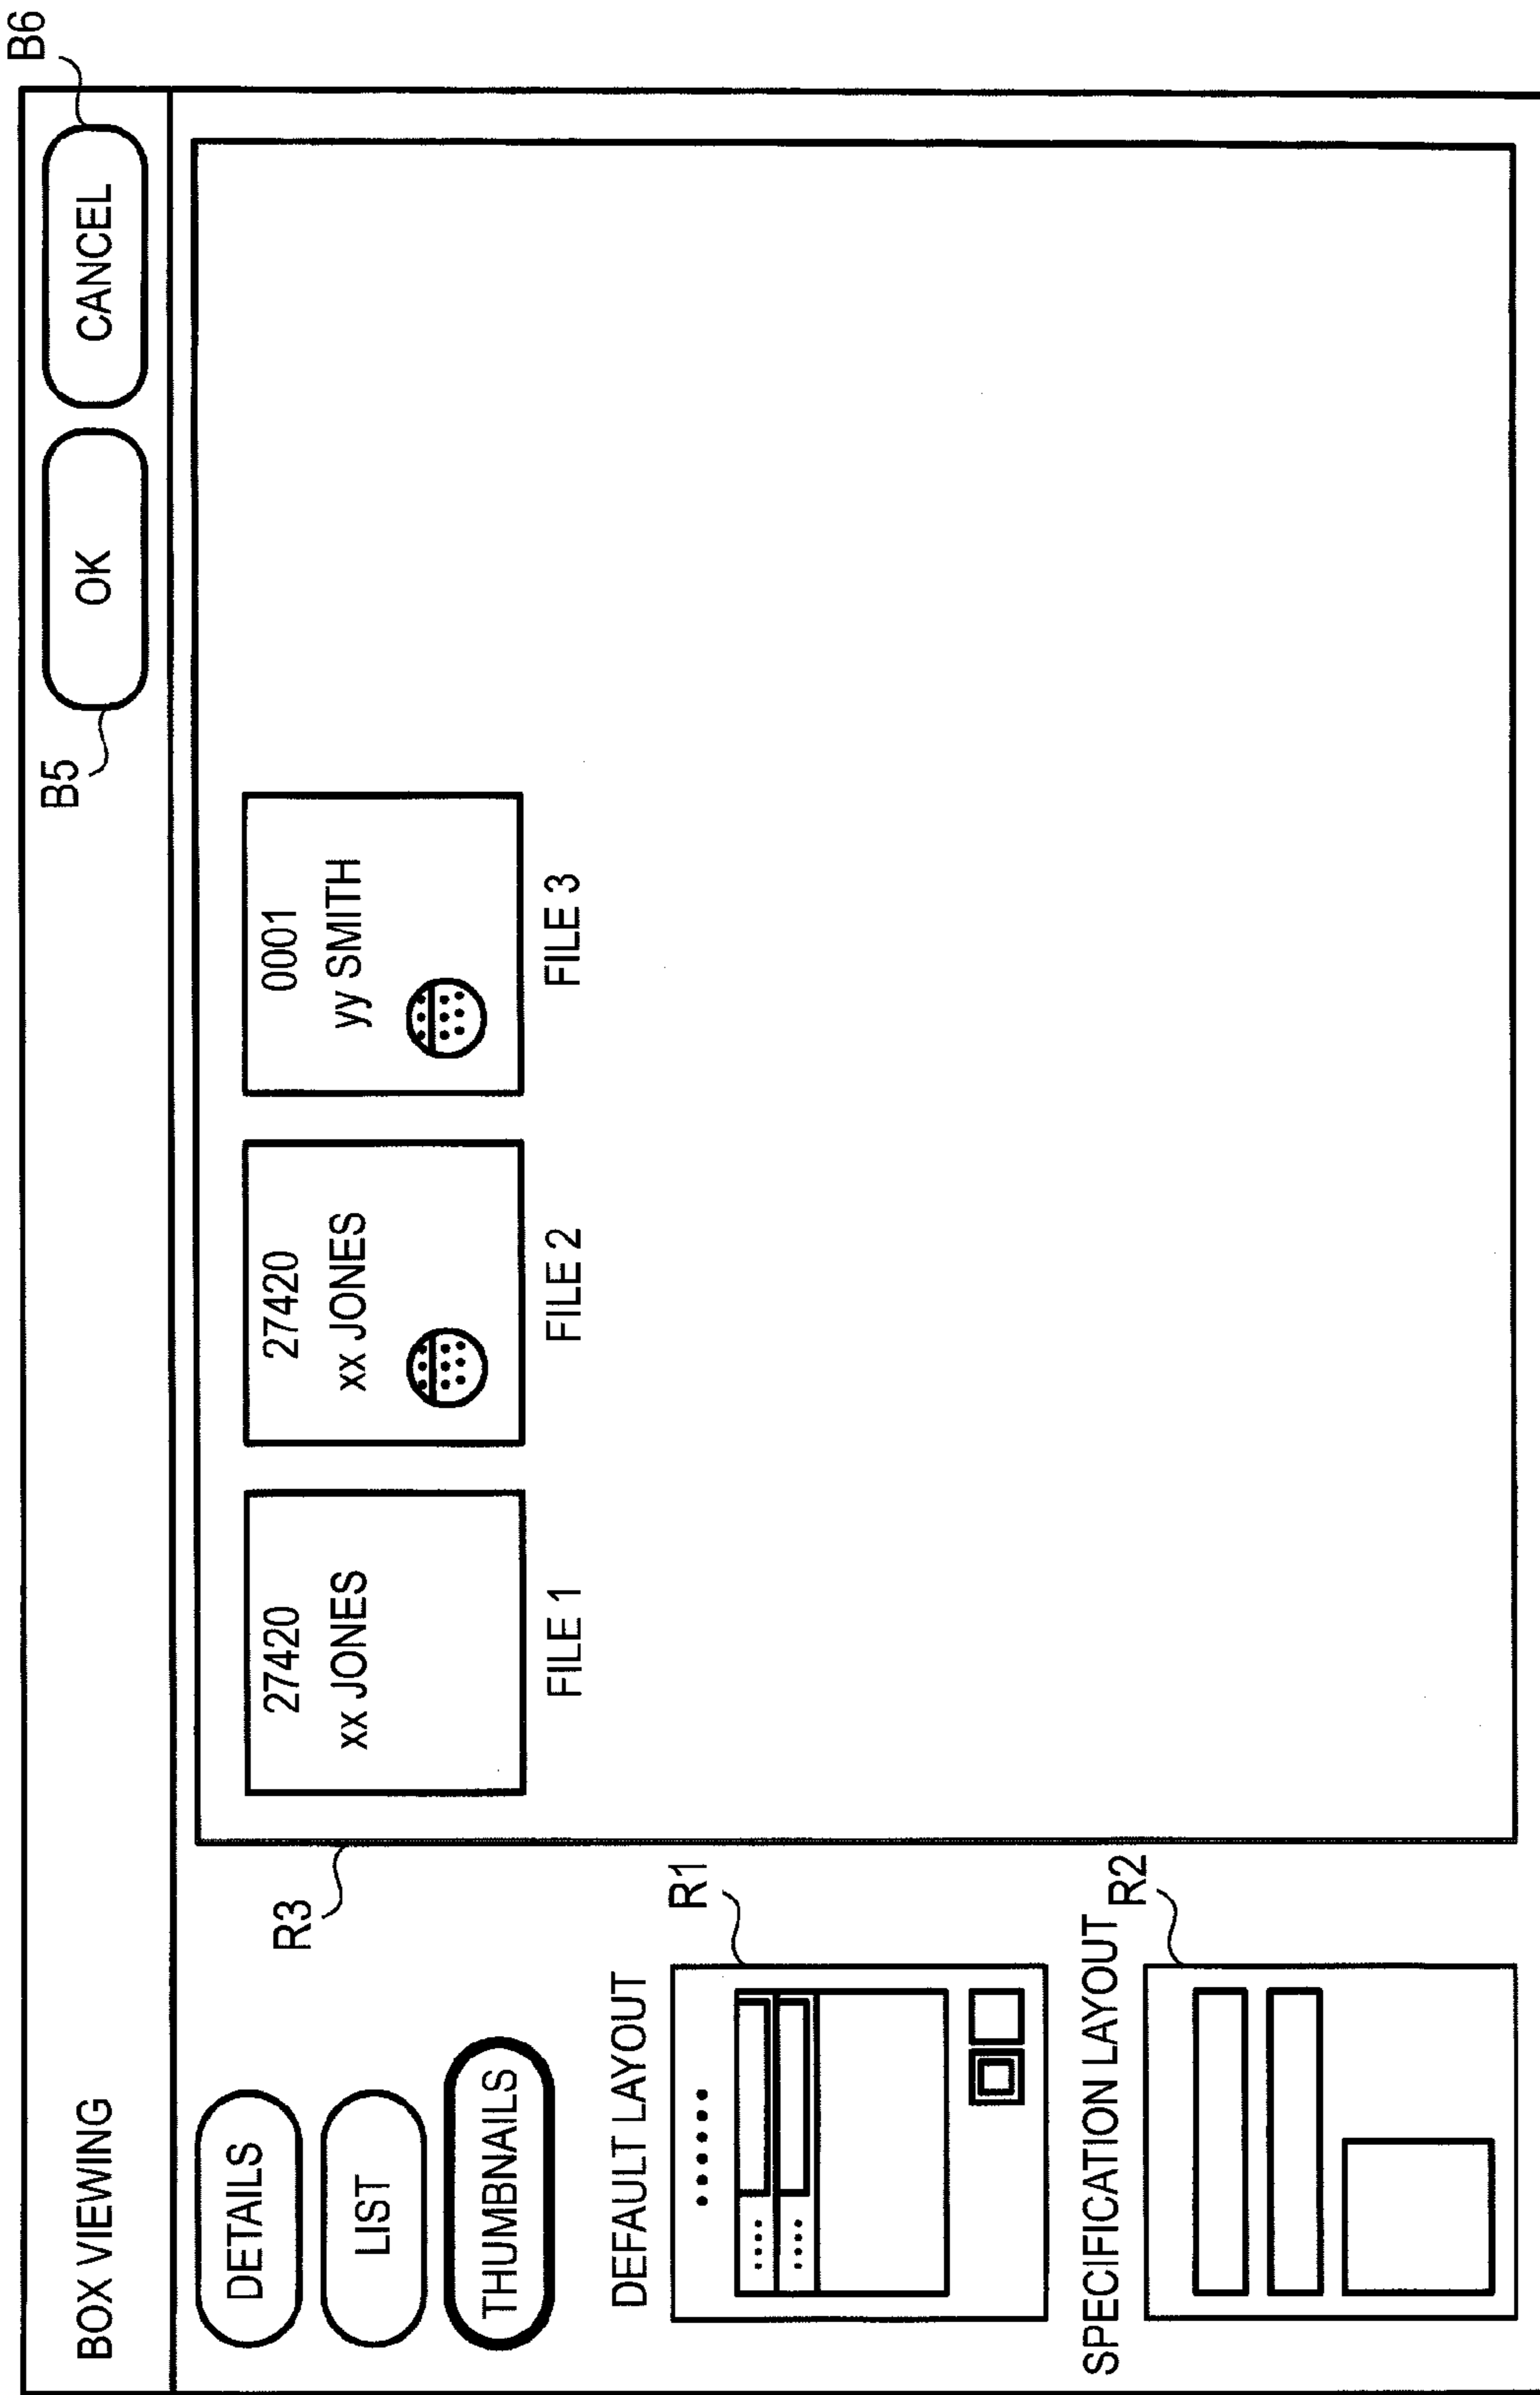 B6
BOX VIEWING
B5
OK
CANCEL
DETAILS
LIST
THUMBNAILS
R3
27420
xx JONES
FILE 1
27420
xx JONES
FILE 2
0001
yy SMITH
FILE 3
DEFAULT LAYOUT
R1
SPECIFICATION LAYOUT
R2